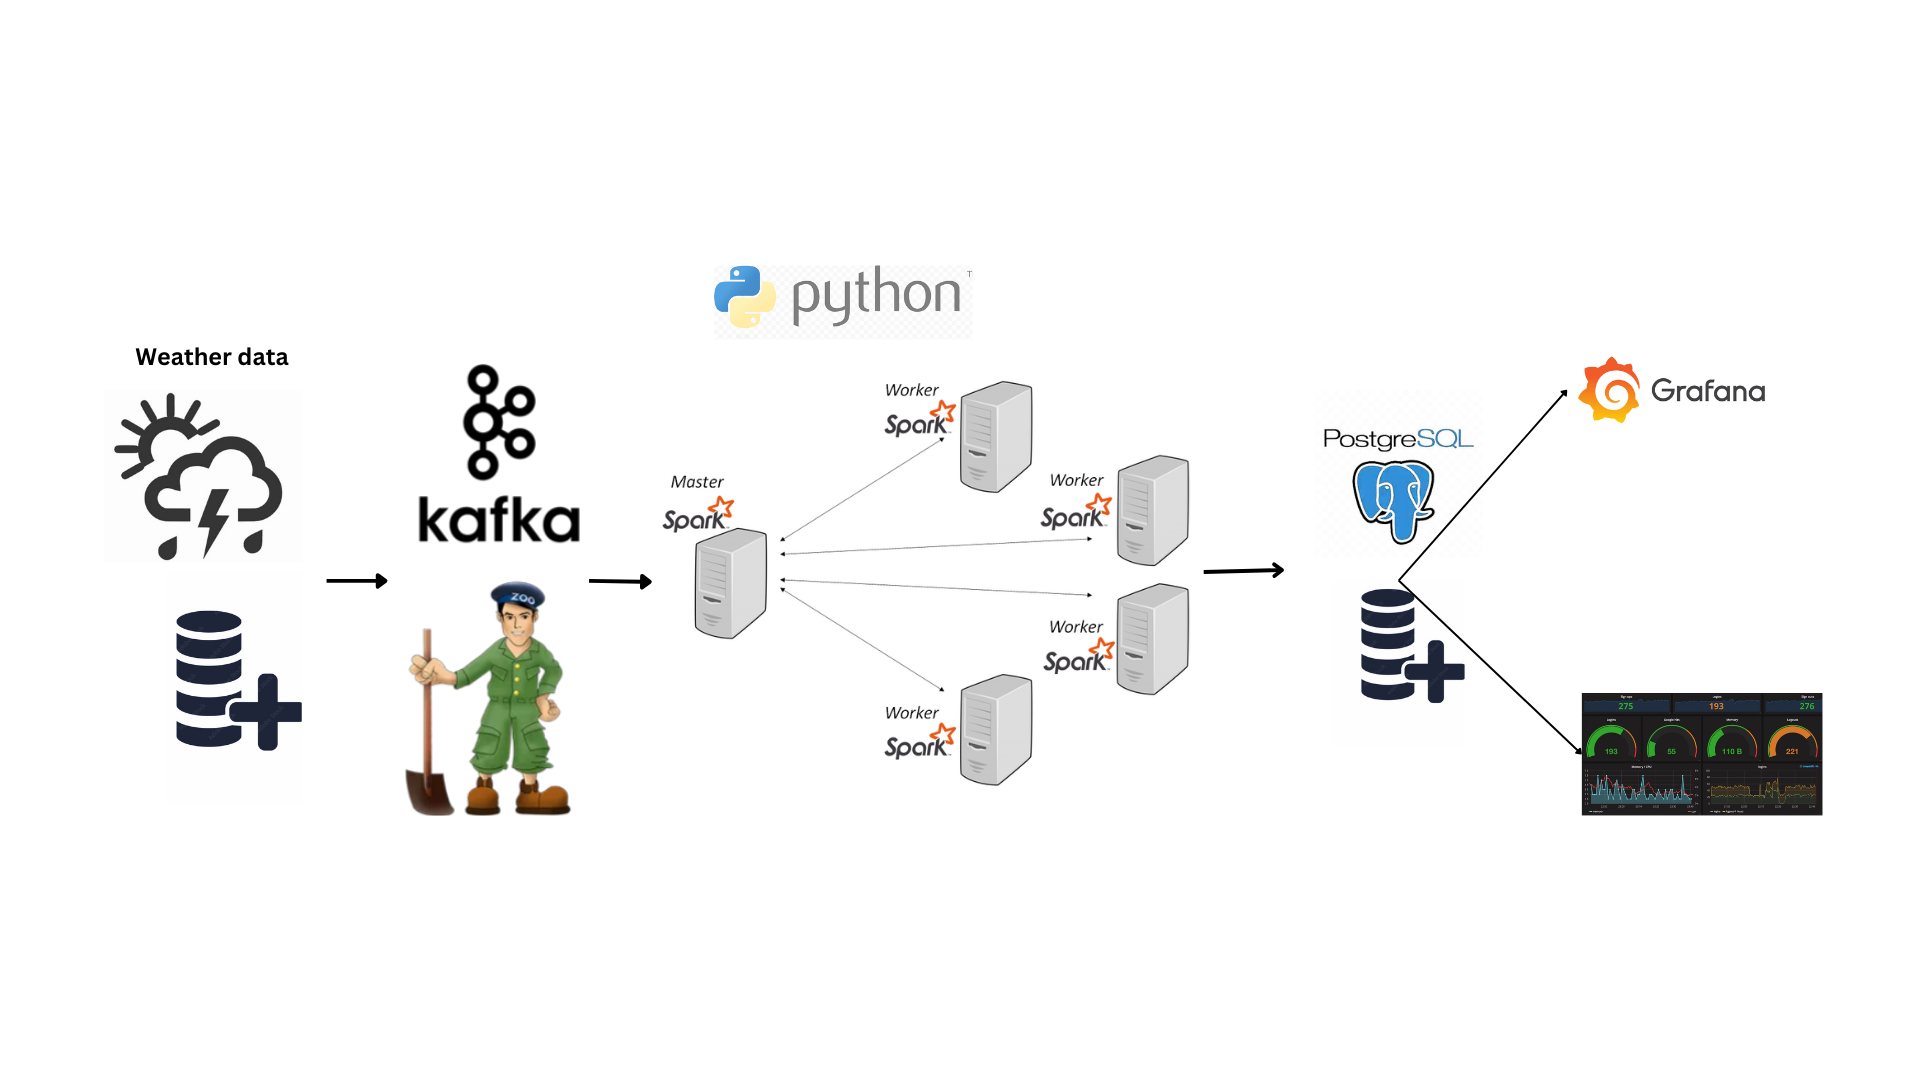 Weather data
kafka
ZOO
python
Master
Spark
Worker
Spark
Worker
Spark
Worker
Spark
Worker
Spark
PostgreSQL
Grafana
275
193
276
193
55
110 B
221